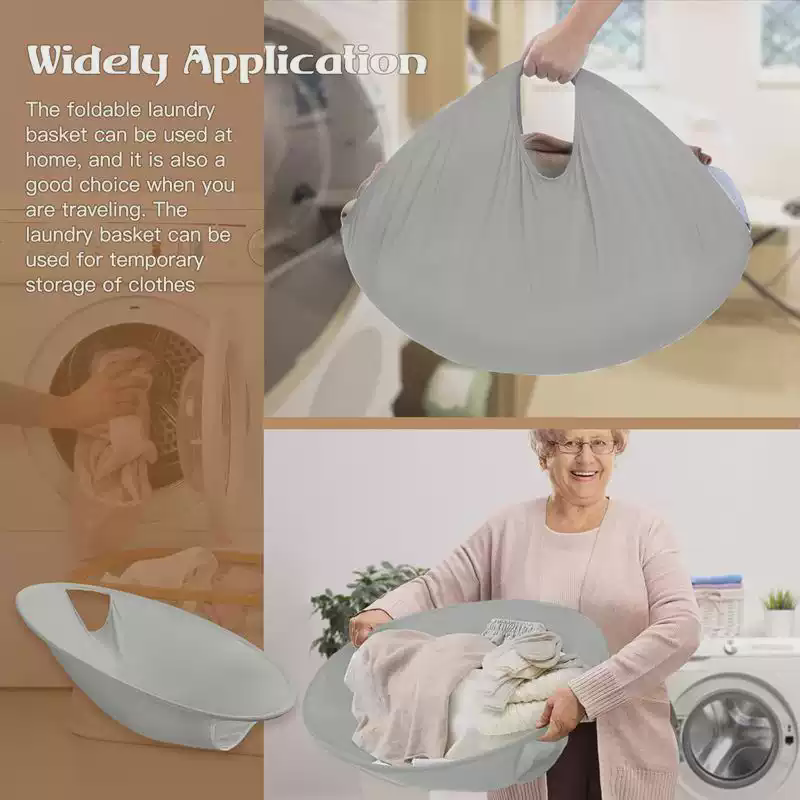 Widely Application
The foldable laundry
basket can be used at
home, and it is also a
good choice when you
are traveling. The
laundry basket can be
used for temporary
storage of clothes